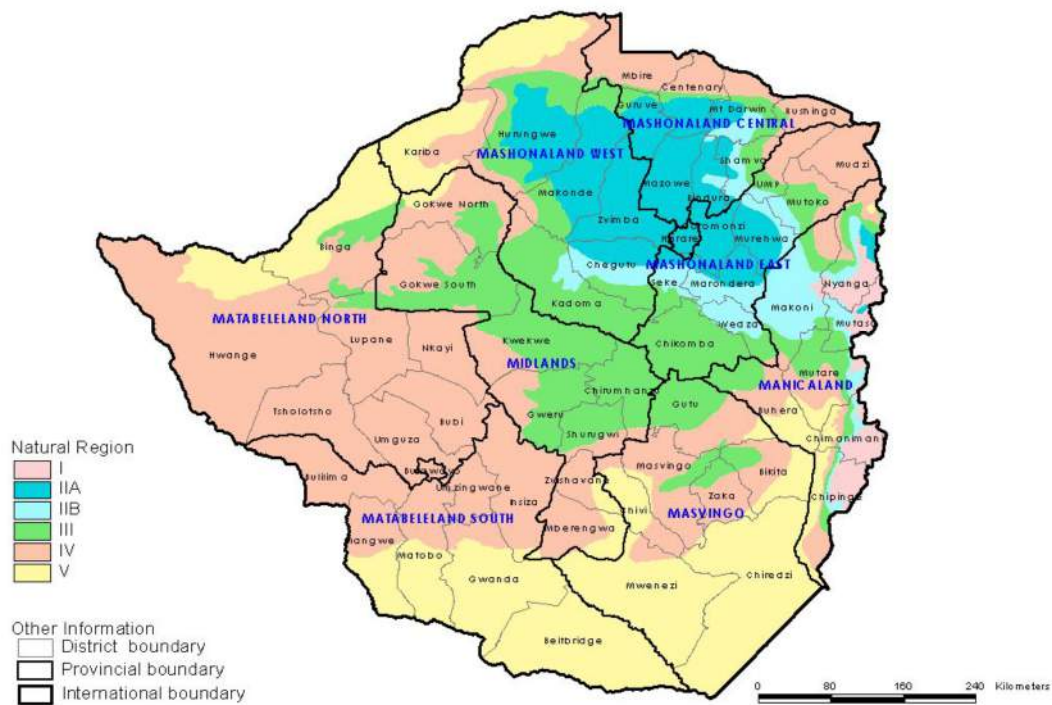 Mbire
Centenary
Guruve
Mt Darwin
Rushinga
MASHONALAND CENTRAL
Hurungwe
Kariba
MASHONALAND WEST
Shamva
Mudzi
Mazowe
Bindura
UMP
Makonde
Mutoko
Gokwe North
Zvimba
Goromonzi
Harare
Murehwa
Binga
Chegutu
MASHONALAND EAST
Seke
Marondera
Nyanga
Gokwe South
Kadoma
Makoni
Wedza
Mutasa
MATABELELAND NORTH
Lupane
Nkayi
Kwekwe
Chikomba
Hwange
MIDLANDS
Mutare
MANICALAND
Chirumhanzi
Gutu
Buhera
Tsholotsho
Bubi
Gweru
Umguza
Shurugwi
Chimanimani
Natural Region
I
IIA
IIB
III
IV
V
Bulilima
Bulawayo
Umzingwane
Insiza
Zvishavane
Masvingo
Bikita
Zaka
Chipinge
Chivi
MATABELELAND SOUTH
MASVINGO
Mberengwa
Mangwe
Matobo
Gwanda
Mwenezi
Chiredzi
Beitbridge
Other Information
District boundary
Provincial boundary
International boundary
0 80 160 240 Kilometers